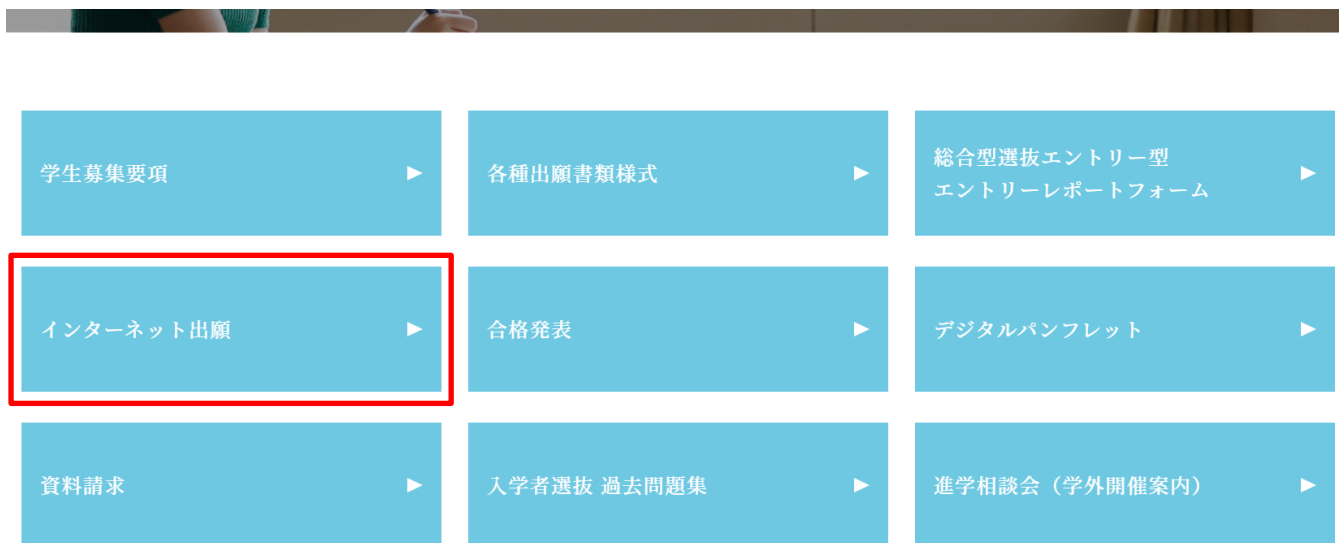 学生募集要項
各種出願書類様式
総合型選抜エントリー型
エントリーレポートフォーム
インターネット出願
合格発表
デジタルパンフレット
資料請求
入学者選抜 過去問題集
進学相談会（学外開催案内）